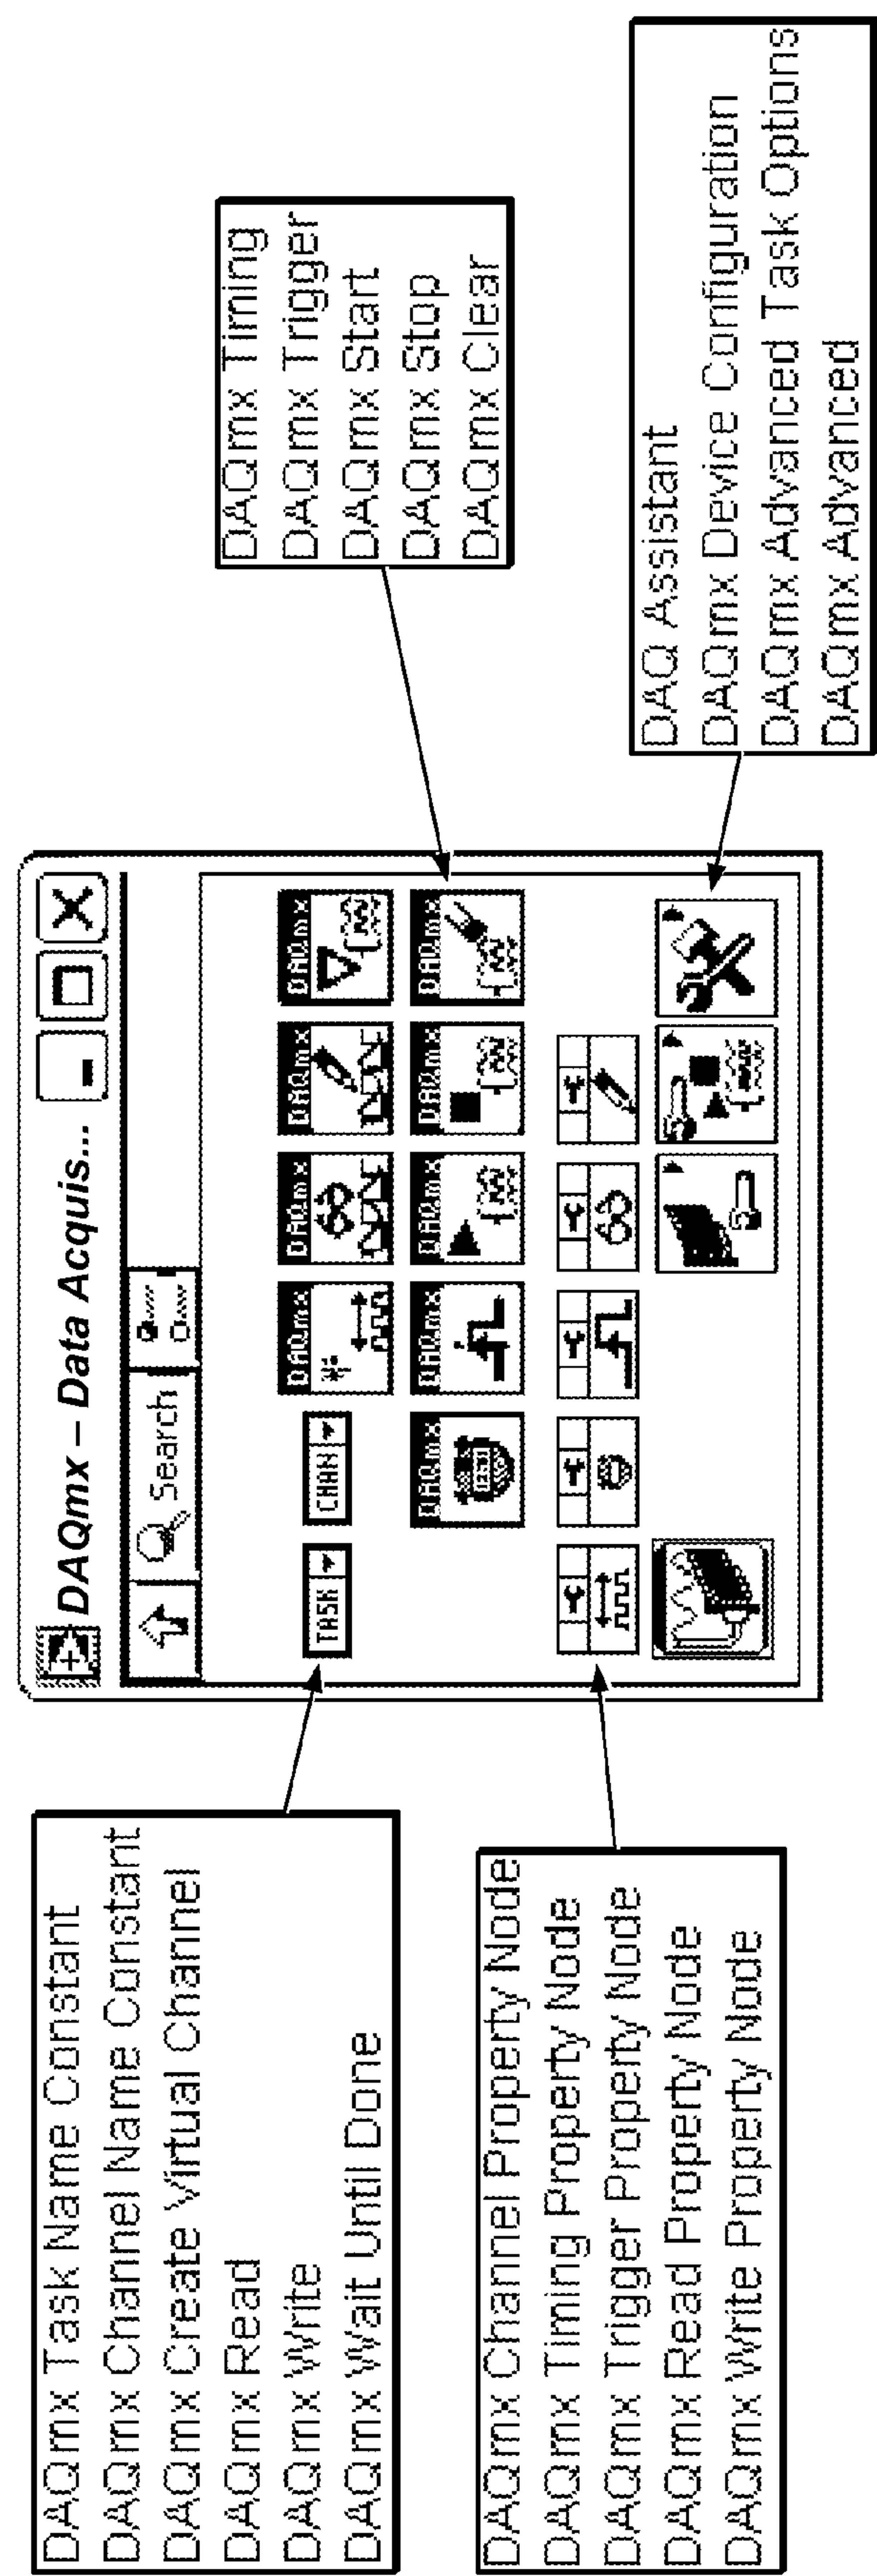 DAQmx – Data Acquis...
Search
TASK
CHAN
DAQmx
DAQmx
DAQmx
DAQmx
DAQmx
DAQmx
DAQmx
DAQmx
DAQmx
DAQmx Task Name Constant
DAQmx Channel Name Constant
DAQmx Create Virtual Channel
DAQmx Read
DAQmx Write
DAQmx Wait Until Done
DAQmx Timing
DAQmx Trigger
DAQmx Start
DAQmx Stop
DAQmx Clear
DAQmx Channel Property Node
DAQmx Timing Property Node
DAQmx Trigger Property Node
DAQmx Read Property Node
DAQmx Write Property Node
DAQ Assistant
DAQmx Device Configuration
DAQmx Advanced Task Options
DAQmx Advanced